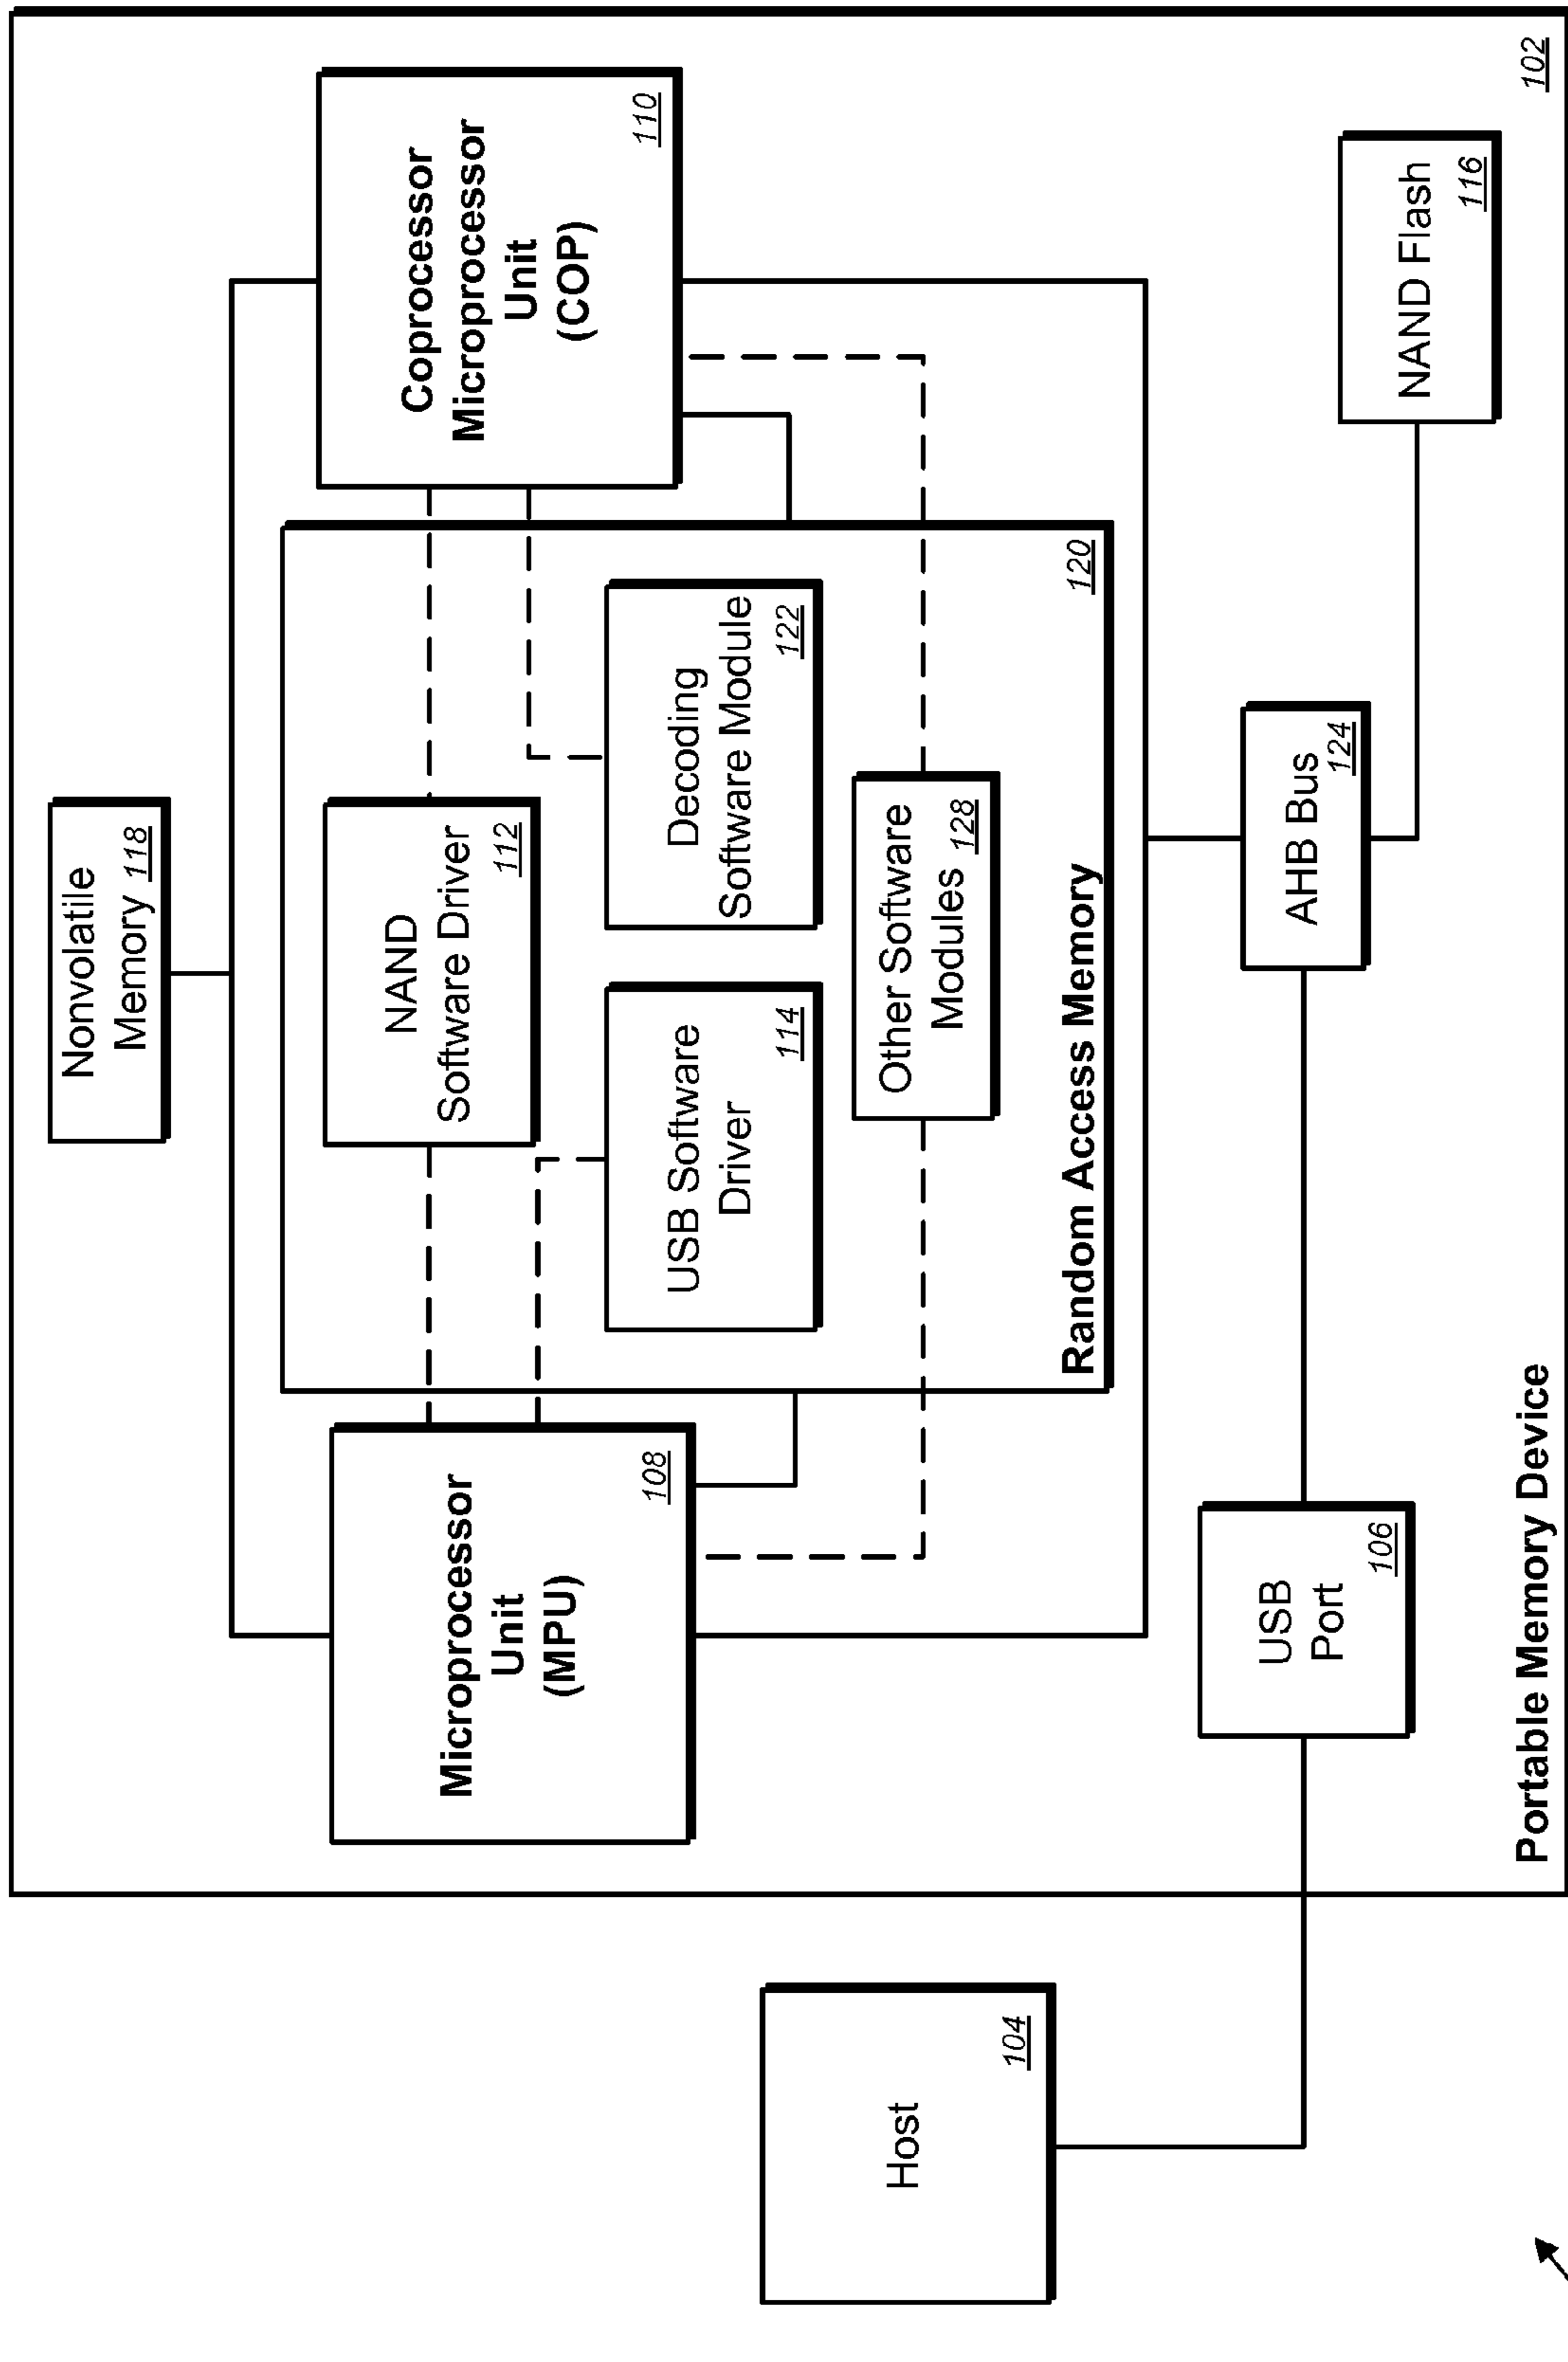 Nonvolatile
Memory 118
Microprocessor
Unit
(MPU)
108
NAND
Software Driver
112
USB Software
Driver
114
Decoding
Software Module
122
Other Software
Modules 128
Random Access Memory
120
Coprocessor
Microprocessor
Unit
(COP)
110
Host
104
USB
Port
106
AHB Bus
124
NAND Flash
116
Portable Memory Device
102